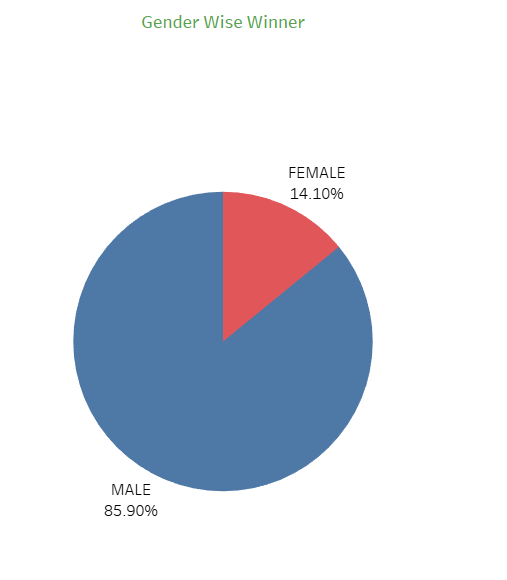 Gender Wise Winner
FEMALE
14.10%
MALE
85.90%